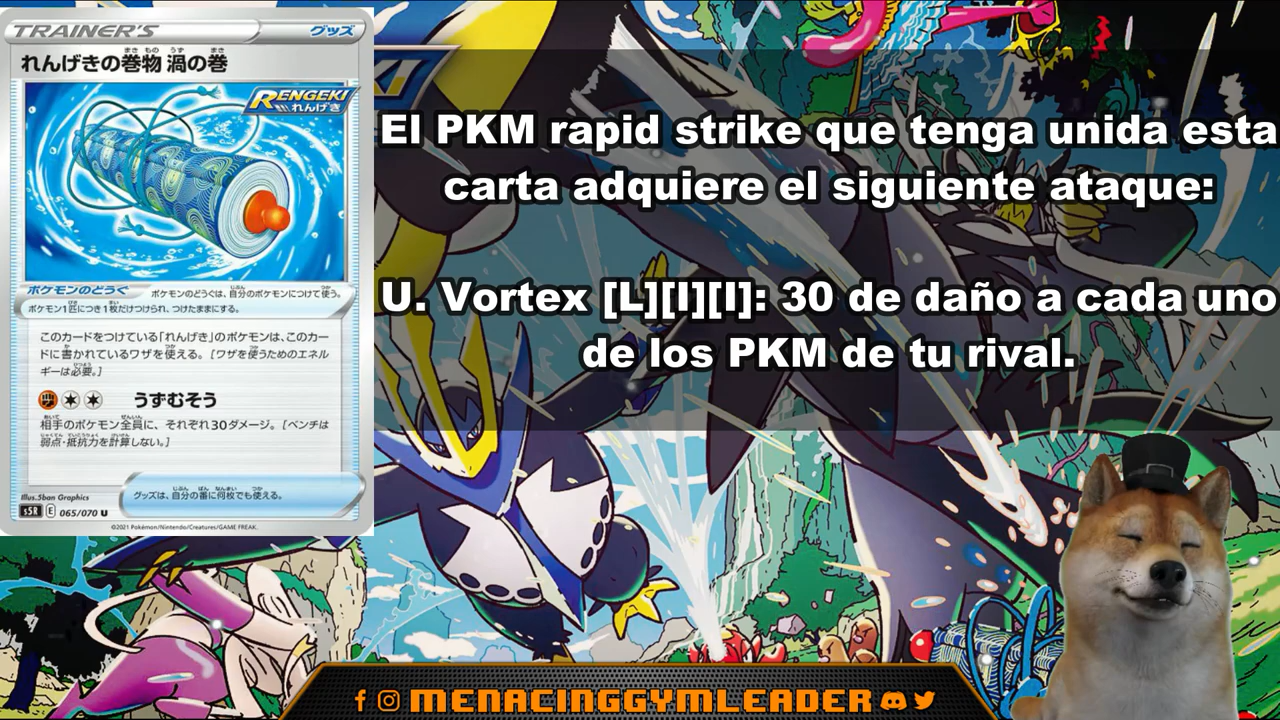 TRAINER'S グッズ
れんげきの巻物 渦の巻
RENGEKI
れんげき
ポケモンのどうぐ ポケモンのどうぐは、自分のポケモンにつけて使う。
ポケモン1匹につき1枚だけつけられ、つけたままにする。
このカードをつけている「れんげき」のポケモンは、このカー
ドに書かれているワザを使える。［ワザを使うためのエネル
ギーは必要。］
うずむそう
相手のポケモン全員に、それぞれ30ダメージ。［ベンチは
弱点・抵抗力を計算しない。］
グッズは、自分の番に何枚でも使える。
Illus.5ban Graphics
s5R E 065/070 U
©2021 Pokémon/Nintendo/Creatures/GAME FREAK.
El PKM rapid strike que tenga unida esta
carta adquiere el siguiente ataque:
U. Vortex [L][I][I]: 30 de daño a cada uno
de los PKM de tu rival.
MENACINGGYMLEADER